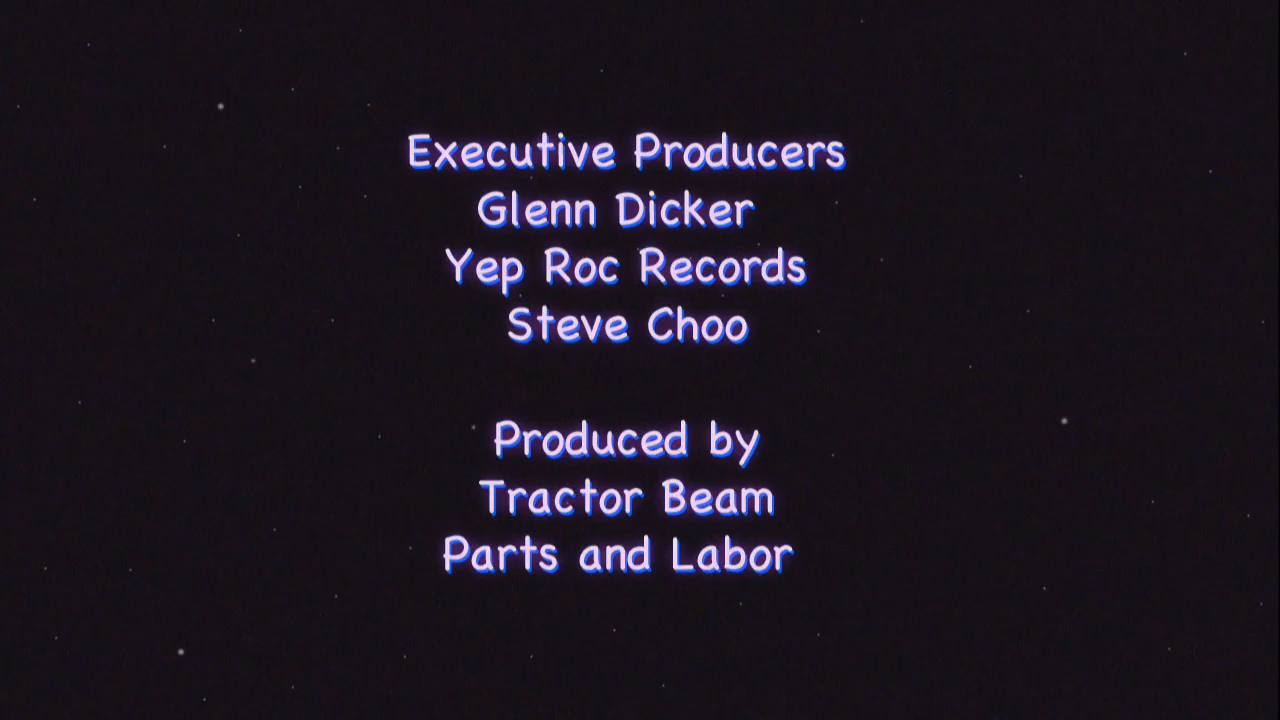 Executive Producers
Glenn Dicker
Yep Roc Records
Steve Choo
Produced by
Tractor Beam
Parts and Labor